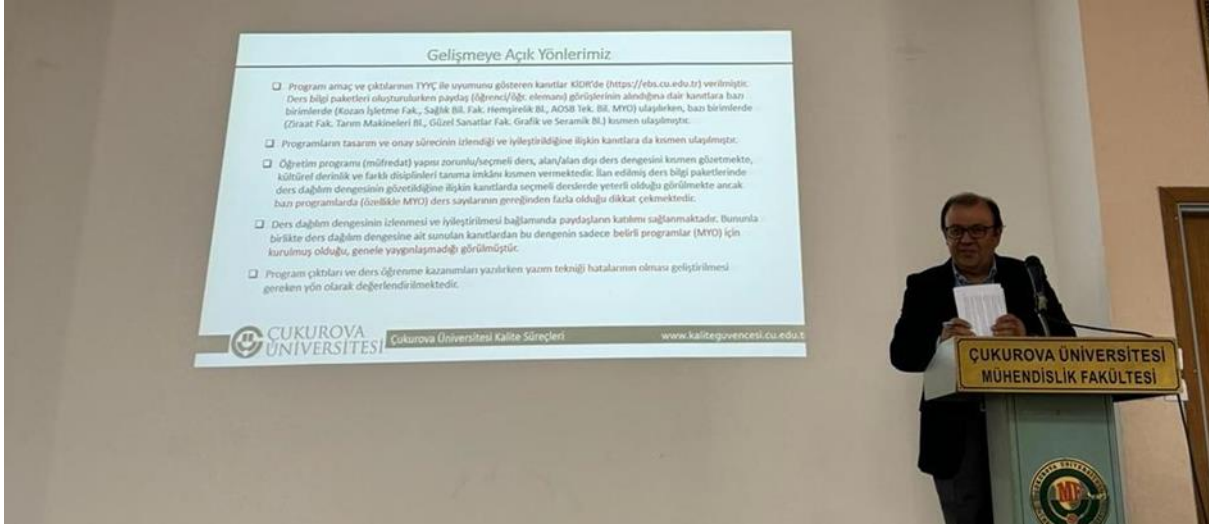 Gelişmeye Açık Yönlerimiz
❑ Program amaç ve çıktılarının TYYÇ ile uyumunu gösteren kanıtlar KİDR'de (https://ebs.cu.edu.tr) verilmiştir.
Ders bilgi paketleri oluşturulurken paydaş (öğrenci/öğr. elemanı) görüşlerinin alındığına dair kanıtlara bazı
birimlerde (Kozan İşletme Fak., Sağlık Bil. Fak. Hemşirelik Bl., AOSB Tek. Bil. MYO) ulaşılırken, bazı birimlerde
(Ziraat Fak. Tarım Makineleri Bl., Güzel Sanatlar Fak. Grafik ve Seramik Bl.) kısmen ulaşılmıştır.
❑ Programların tasarım ve onay sürecinin izlendiği ve iyileştirildiğine ilişkin kanıtlara da kısmen ulaşılmıştır.
❑ Öğretim programı (müfredat) yapısı zorunlu/seçmeli ders, alan/alan dışı ders dengesini kısmen gözetmekte,
kültürel derinlik ve farklı disiplinleri tanıma imkânı kısmen vermektedir. İlan edilmiş ders bilgi paketlerinde
ders dağılım dengesinin gözetildiğine ilişkin kanıtlarda seçmeli derslerde yeterli olduğu görülmekte ancak
bazı programlarda (özellikle MYO) ders sayılarının gereğinden fazla olduğu dikkat çekmektedir.
❑ Ders dağılım dengesinin izlenmesi ve iyileştirilmesi bağlamında paydaşların katılımı sağlanmaktadır. Bununla
birlikte ders dağılım dengesine ait sunulan kanıtlardan bu dengenin sadece belirli programlar (MYO) için
kurulmuş olduğu, genele yaygınlaşmadığı görülmüştür.
❑ Program çıktıları ve ders öğrenme kazanımları yazılırken yazım tekniği hatalarının olması geliştirilmesi
gereken yön olarak değerlendirilmektedir.
ÇUKUROVA
ÜNİVERSİTESİ
Çukurova Üniversitesi Kalite Süreçleri
www.kaliteguvencesi.cu.edu.t
ÇUKUROVA ÜNİVERSİTESİ
MÜHENDİSLİK FAKÜLTESİ